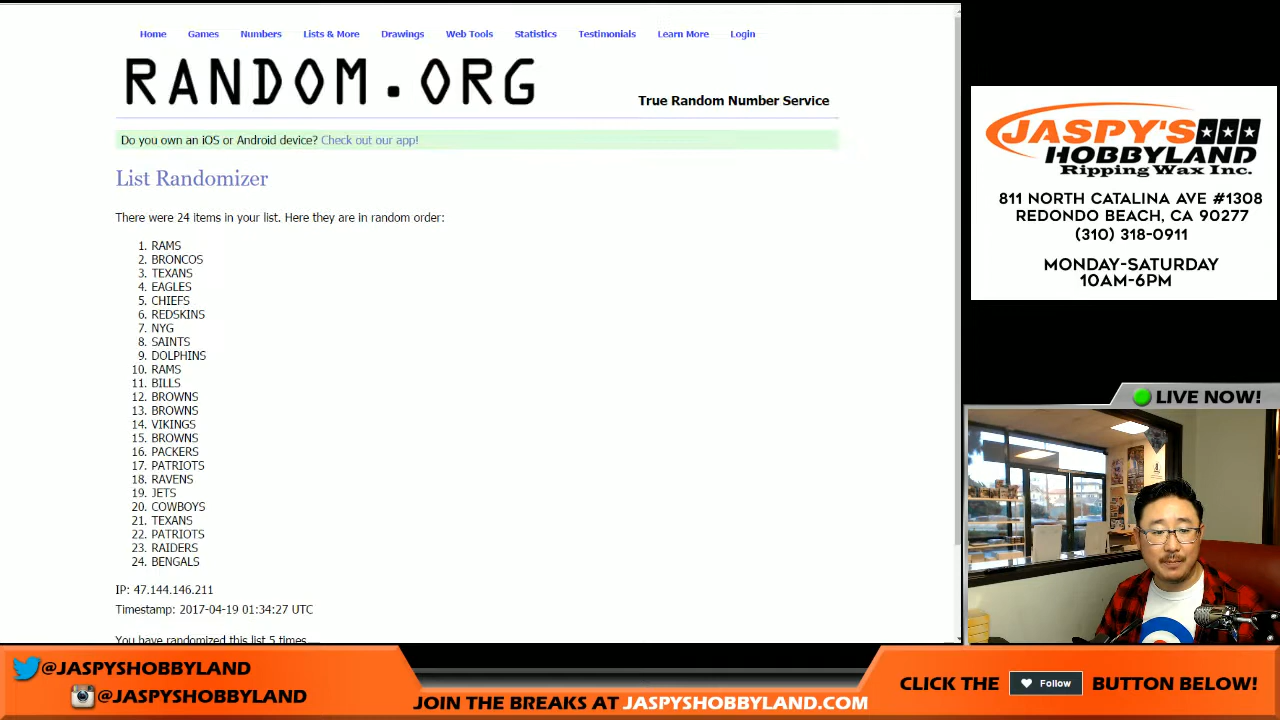 Home Games Numbers Lists & More Drawings Web Tools Statistics Testimonials Learn More Login
RANDOM.ORG
True Random Number Service
Do you own an iOS or Android device? Check out our app!
List Randomizer
There were 24 items in your list. Here they are in random order:
1. RAMS
2. BRONCOS
3. TEXANS
4. EAGLES
5. CHIEFS
6. REDSKINS
7. NYG
8. SAINTS
9. DOLPHINS
10. RAMS
11. BILLS
12. BROWNS
13. BROWNS
14. VIKINGS
15. BROWNS
16. PACKERS
17. PATRIOTS
18. RAVENS
19. JETS
20. COWBOYS
21. TEXANS
22. PATRIOTS
23. RAIDERS
24. BENGALS
IP: 47.144.146.211
Timestamp: 2017-04-19 01:34:27 UTC
You have randomized this list 5 times
JASPY'S
HOBBYLAND
Ripping Wax Inc.
811 NORTH CATALINA AVE #1308
REDONDO BEACH, CA 90277
(310) 318-0911
MONDAY-SATURDAY
10AM-6PM
LIVE NOW!
@JASPYSHOBBYLAND
@JASPYSHOBBYLAND
JOIN THE BREAKS AT JASPYSHOBBYLAND.COM
CLICK THE Follow BUTTON BELOW!